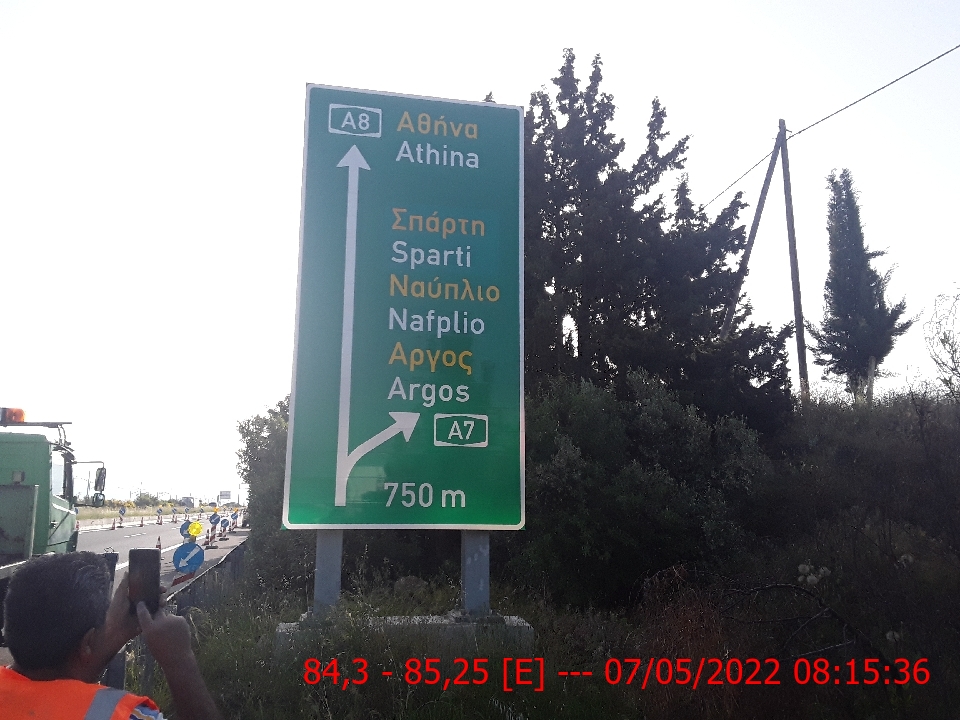 A8 Αθήνα
Athina
Σπάρτη
Sparti
Ναύπλιο
Nafplio
Αργος
Argos
A7
750 m
84,3 - 85,25 [E] --- 07/05/2022 08:15:36